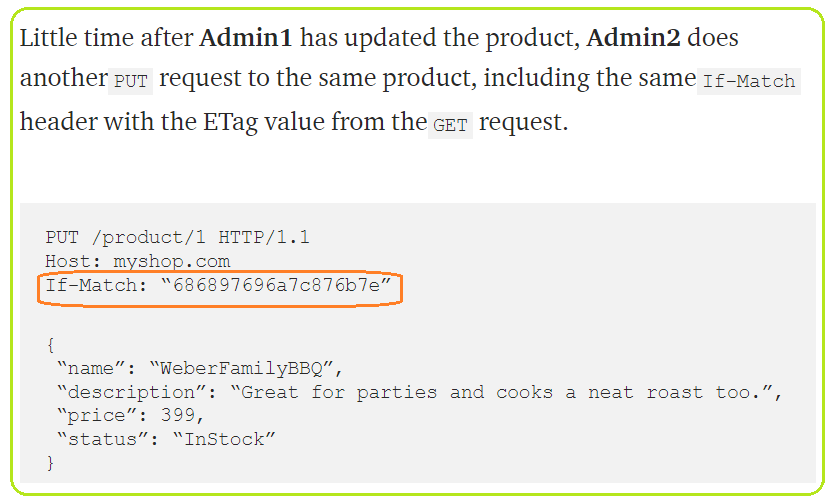 Little time after Admin1 has updated the product, Admin2 does
another PUT request to the same product, including the same If-Match
header with the ETag value from the GET request.
PUT /product/1 HTTP/1.1
Host: myshop.com
If-Match: “686897696a7c876b7e”
{
“name”: “WeberFamilyBBQ”,
“description”: “Great for parties and cooks a neat roast too.”,
“price”: 399,
“status”: “InStock”
}